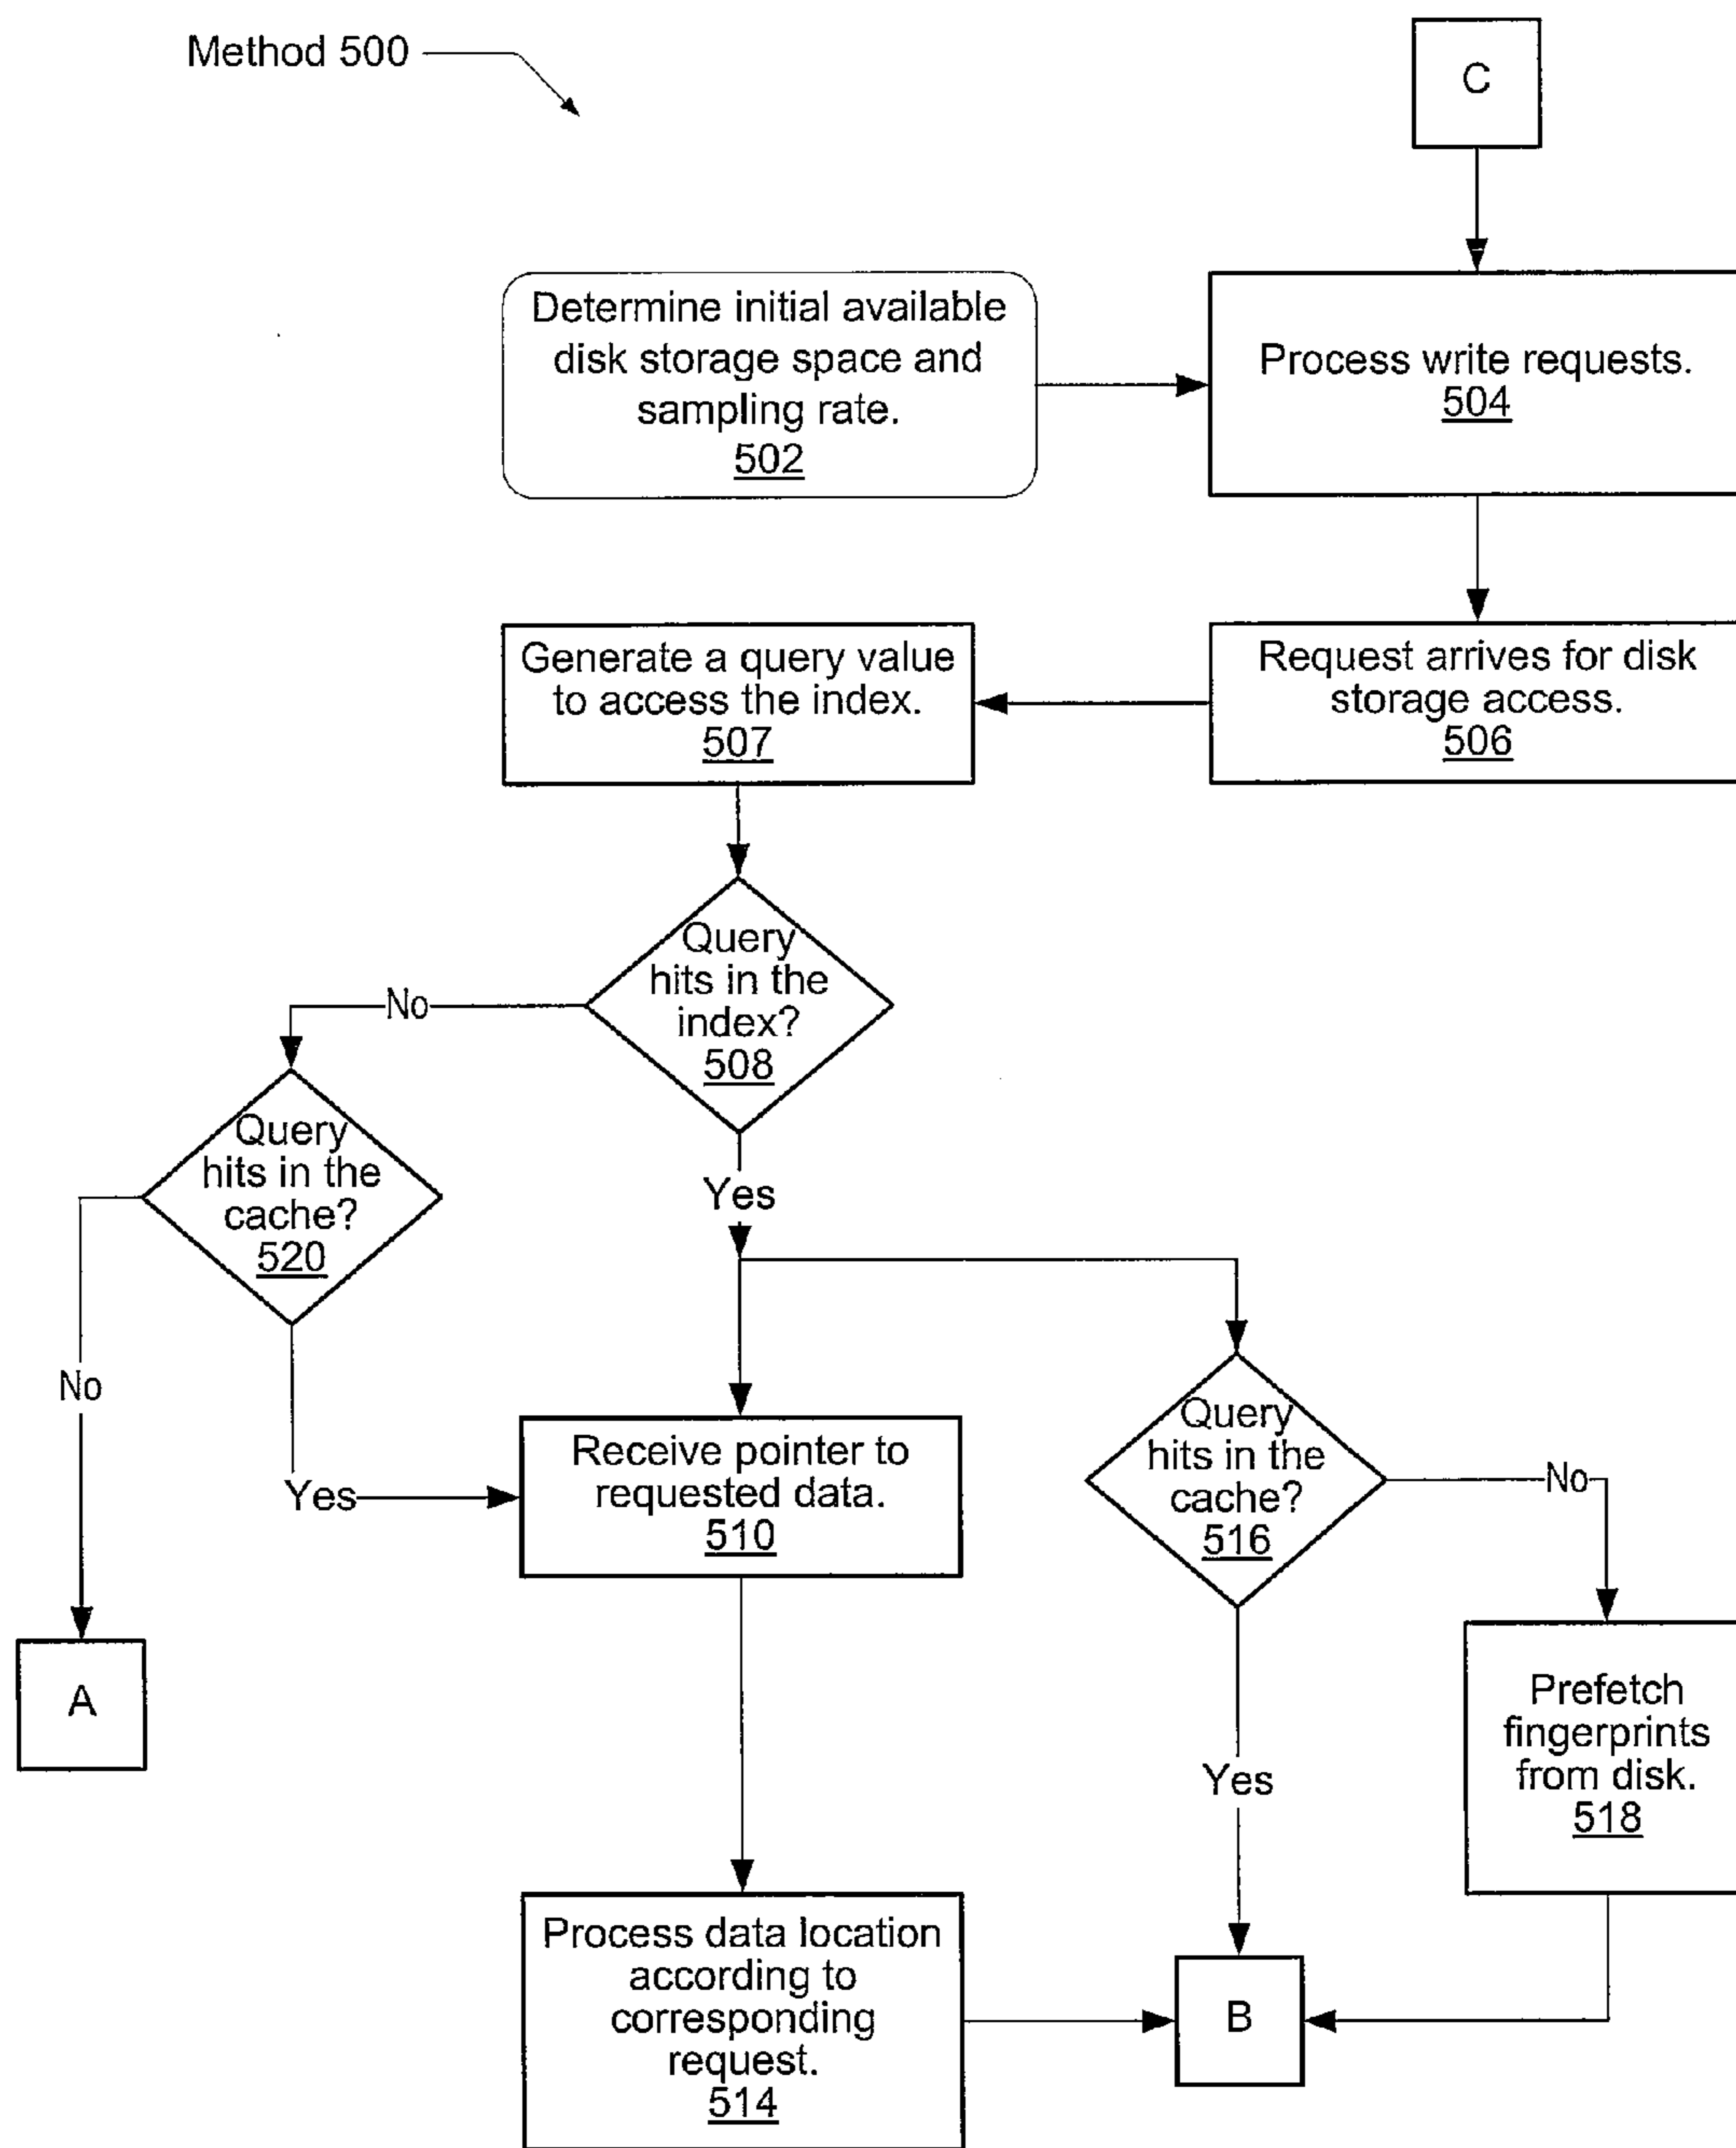 Method 500
C
Determine initial available
disk storage space and
sampling rate.
502
Process write requests.
504
Generate a query value
to access the index.
507
Request arrives for disk
storage access.
506
Query
hits in the
index?
508
No
Yes
Query
hits in the
cache?
520
No
Yes
A
Receive pointer to
requested data.
510
Query
hits in the
cache?
516
No
Yes
Prefetch
fingerprints
from disk.
518
Process data location
according to
corresponding
request.
514
B